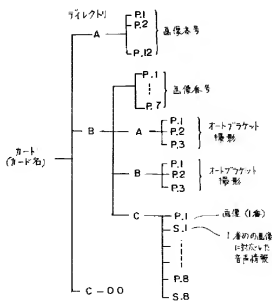 ディレクトリ
A
P.1
P.2
P.12
画像番号
P.1
P.7
画像番号
カード
(カード名)
B
A
P.1
P.2
P.3
オートブラケット
撮影
B
P.1
P.2
P.3
オートブラケット
撮影
C
P.1
画像(1番)
S.1
1番めの画像
に対応した
音声情報
P.8
S.8
C-00